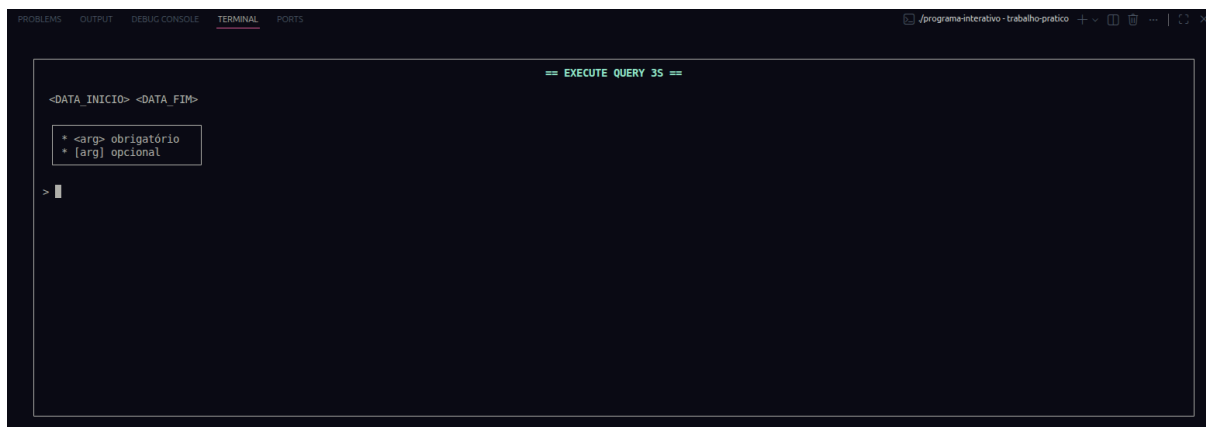 PROBLEMS OUTPUT DEBUG CONSOLE TERMINAL PORTS ./programa-interativo - trabalho-pratico
== EXECUTE QUERY 3S ==
<DATA_INICIO> <DATA_FIM>
* <arg> obrigatório
* [arg] opcional
>